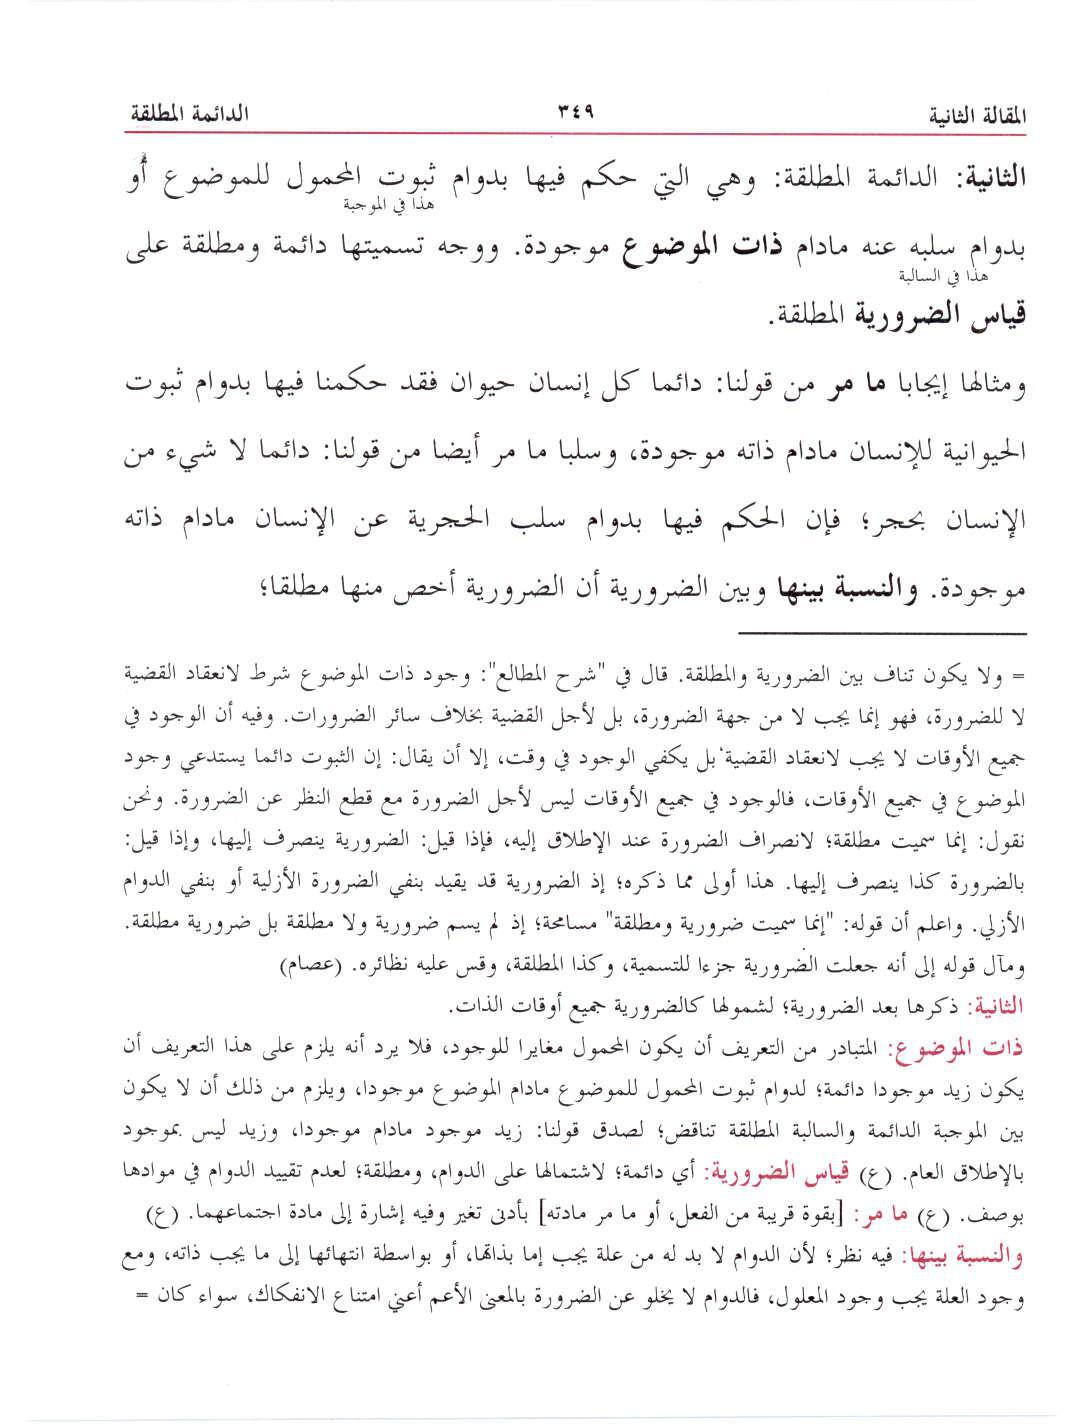 المقالة الثانية ٣٤٩ الدائمة المطلقة
الثانية: الدائمة المطلقة: وهي التي حكم فيها بدوام ثبوت المحمول للموضوع أو
هذا في الموجبة
بدوام سلبه عنه مادام ذات الموضوع موجودة. ووجه تسميتها دائمة ومطلقة على
هذا في السالبة
قياس الضرورية المطلقة.
ومثالها إيجابا ما مر من قولنا: دائما كل إنسان حيوان فقد حكمنا فيها بدوام ثبوت
الحيوانية للإنسان مادام ذاته موجودة، وسلبا ما مر أيضا من قولنا: دائما لا شيء من
الإنسان بحجر؛ فإن الحكم فيها بدوام سلب الحجرية عن الإنسان مادام ذاته
موجودة. والنسبة بينها وبين الضرورية أن الضرورية أخص منها مطلقا؛
= ولا يكون تناف بين الضرورية والمطلقة. قال في "شرح المطالع": وجود ذات الموضوع شرط لانعقاد القضية
لا للضرورة، فهو إنما يجب لا من جهة الضرورة، بل لأجل القضية بخلاف سائر الضرورات. وفيه أن الوجود في
جميع الأوقات لا يجب لانعقاد القضية، بل يكفي الوجود في وقت، إلا أن يقال: إن الثبوت دائما يستدعي وجود
الموضوع في جميع الأوقات، فالوجود في جميع الأوقات ليس لأجل الضرورة مع قطع النظر عن الضرورة. ونحن
نقول: إنما سميت مطلقة؛ لانصراف الضرورة عند الإطلاق إليه، فإذا قيل: الضرورية ينصرف إليها، وإذا قيل:
بالضرورة كذا ينصرف إليها. هذا أولى مما ذكره؛ إذ الضرورية قد يقيد بنفي الضرورة الأزلية أو بنفي الدوام
الأزلي. واعلم أن قوله: "إنما سميت ضرورية ومطلقة" مسامحة؛ إذ لم يسم ضرورية ولا مطلقة بل ضرورية مطلقة.
ومآل قوله إلى أنه جعلت الضرورية جزءا للتسمية، وكذا المطلقة، وقس عليه نظائره. (عصام)
الثانية: ذكرها بعد الضرورية؛ لشمولها كالضرورية جميع أوقات الذات.
ذات الموضوع: المتبادر من التعريف أن يكون المحمول مغايرا للوجود، فلا يرد أنه يلزم على هذا التعريف أن
يكون زيد موجودا دائمة؛ لدوام ثبوت المحمول للموضوع مادام الموضوع موجودا، ويلزم من ذلك أن لا يكون
بين الموجبة الدائمة والسالبة المطلقة تناقض؛ لصدق قولنا: زيد موجود مادام موجودا، وزيد ليس بموجود
بالإطلاق العام. (ع) قياس الضرورية: أي دائمة؛ لاشتمالها على الدوام، ومطلقة؛ لعدم تقييد الدوام في موادها
بوصف. (ع) ما مر: [بقوة قريبة من الفعل، أو ما مر مادته] بأدنى تغير وفيه إشارة إلى مادة اجتماعهما. (ع)
والنسبة بينها: فيه نظر؛ لأن الدوام لا بد له من علة يجب إما بذاتها، أو بواسطة انتهائها إلى ما يجب ذاته، ومع
وجود العلة يجب وجود المعلول، فالدوام لا يخلو عن الضرورة بالمعنى الأعم أعني امتناع الانفكاك، سواء كان =